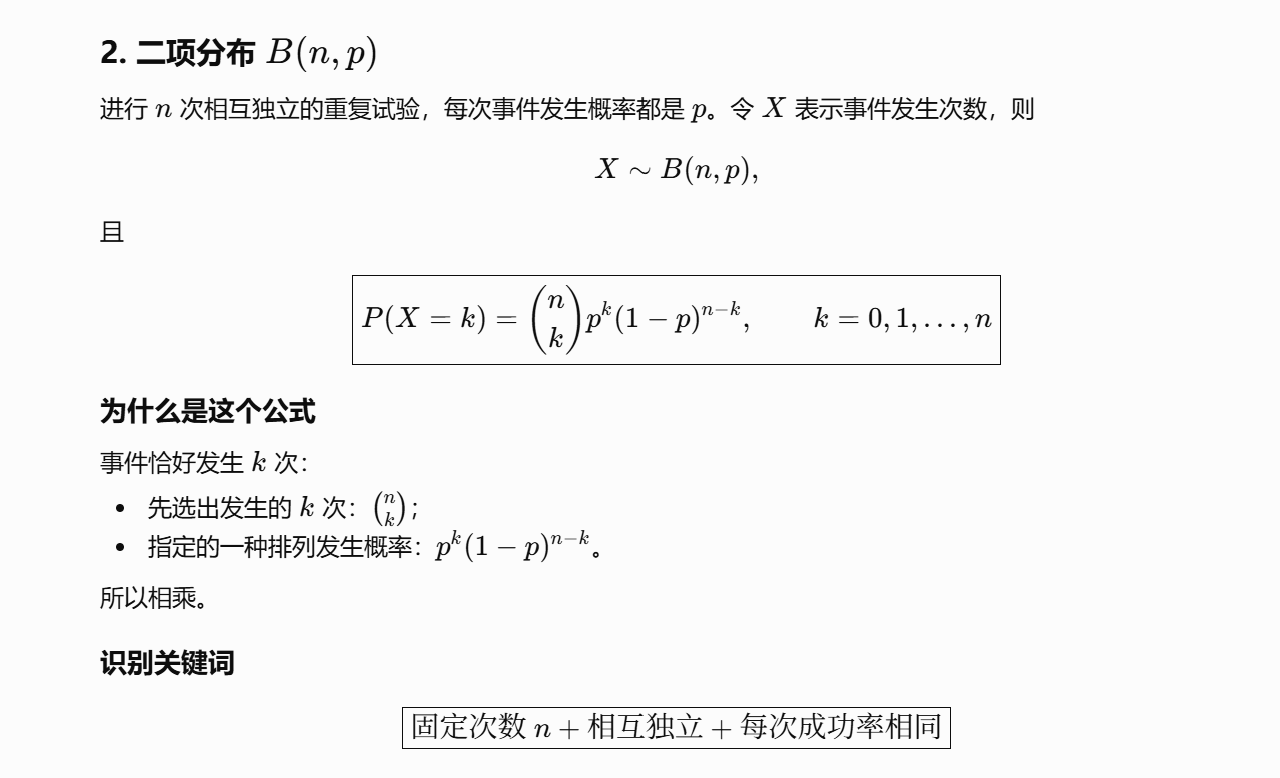 2. 二项分布 B(n, p)
进行 n 次相互独立的重复试验，每次事件发生概率都是 p。令 X 表示事件发生次数，则
X ∼ B(n, p),
且
P(X = k) = \binom{n}{k} p^k (1 − p)^{n−k},  k = 0, 1, …, n
为什么是这个公式
事件恰好发生 k 次：
• 先选出发生的 k 次：\binom{n}{k}；
• 指定的一种排列发生概率：p^k (1 − p)^{n−k}。
所以相乘。
识别关键词
固定次数 n + 相互独立 + 每次成功率相同